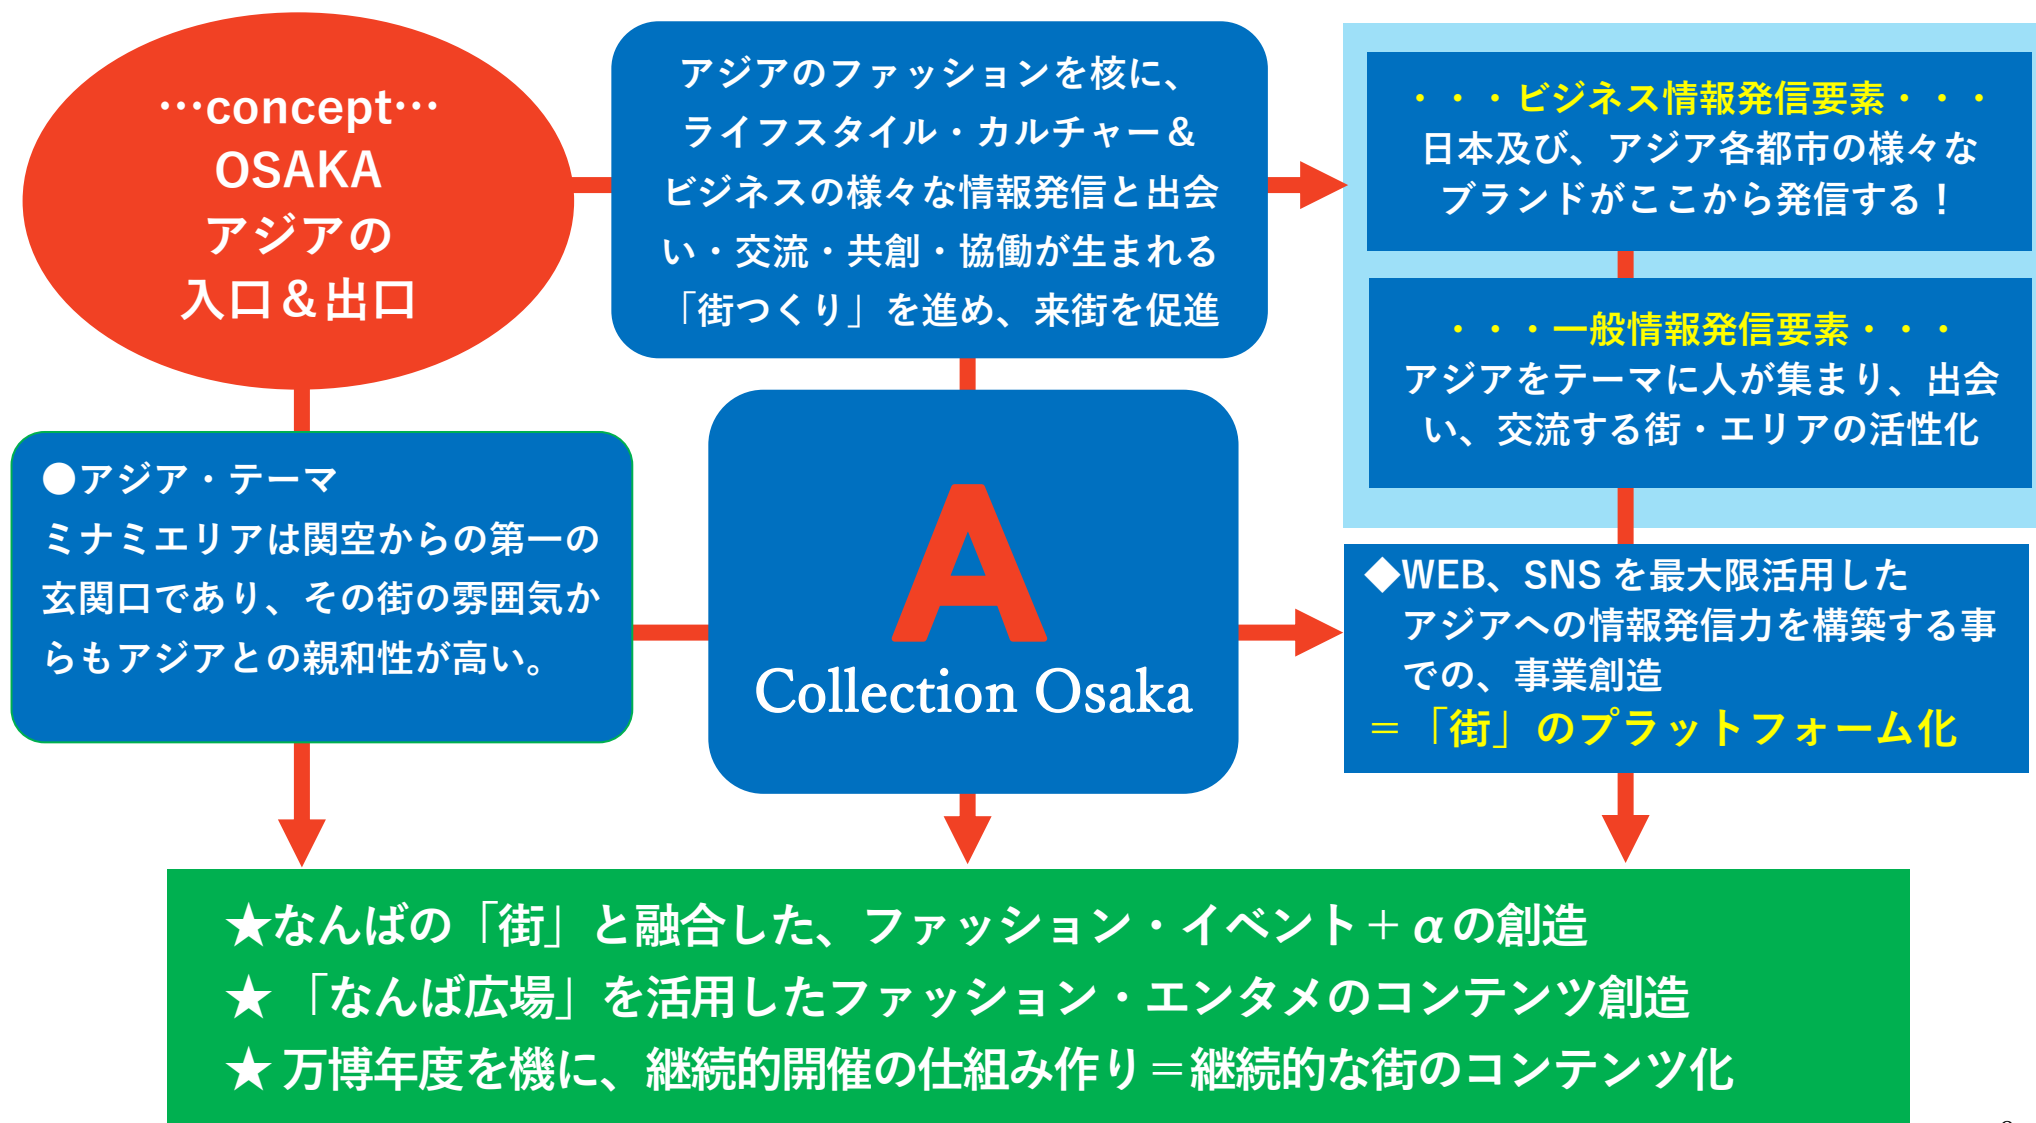 …concept…
OSAKA
アジアの
入口＆出口
アジアのファッションを核に、
ライフスタイル・カルチャー＆
ビジネスの様々な情報発信と出会
い・交流・共創・協働が生まれる
「街つくり」を進め、来街を促進
・・・ビジネス情報発信要素・・・
日本及び、アジア各都市の様々な
ブランドがここから発信する！
・・・一般情報発信要素・・・
アジアをテーマに人が集まり、出会
い、交流する街・エリアの活性化
●アジア・テーマ
ミナミエリアは関空からの第一の
玄関口であり、その街の雰囲気か
らもアジアとの親和性が高い。
A
Collection Osaka
◆WEB、SNS を最大限活用した
アジアへの情報発信力を構築する事
での、事業創造
＝「街」のプラットフォーム化
★なんばの「街」と融合した、ファッション・イベント＋αの創造
★「なんば広場」を活用したファッション・エンタメのコンテンツ創造
★ 万博年度を機に、継続的開催の仕組み作り＝継続的な街のコンテンツ化